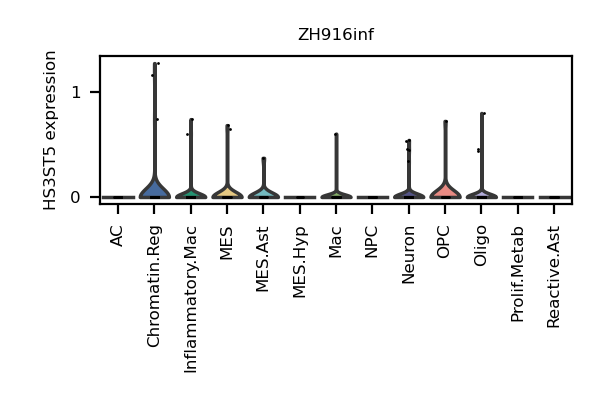 ZH916inf
HS3ST5 expression
1
0
AC
Chromatin.Reg
Inflammatory.Mac
MES
MES.Ast
MES.Hyp
Mac
NPC
Neuron
OPC
Oligo
Prolif.Metab
Reactive.Ast